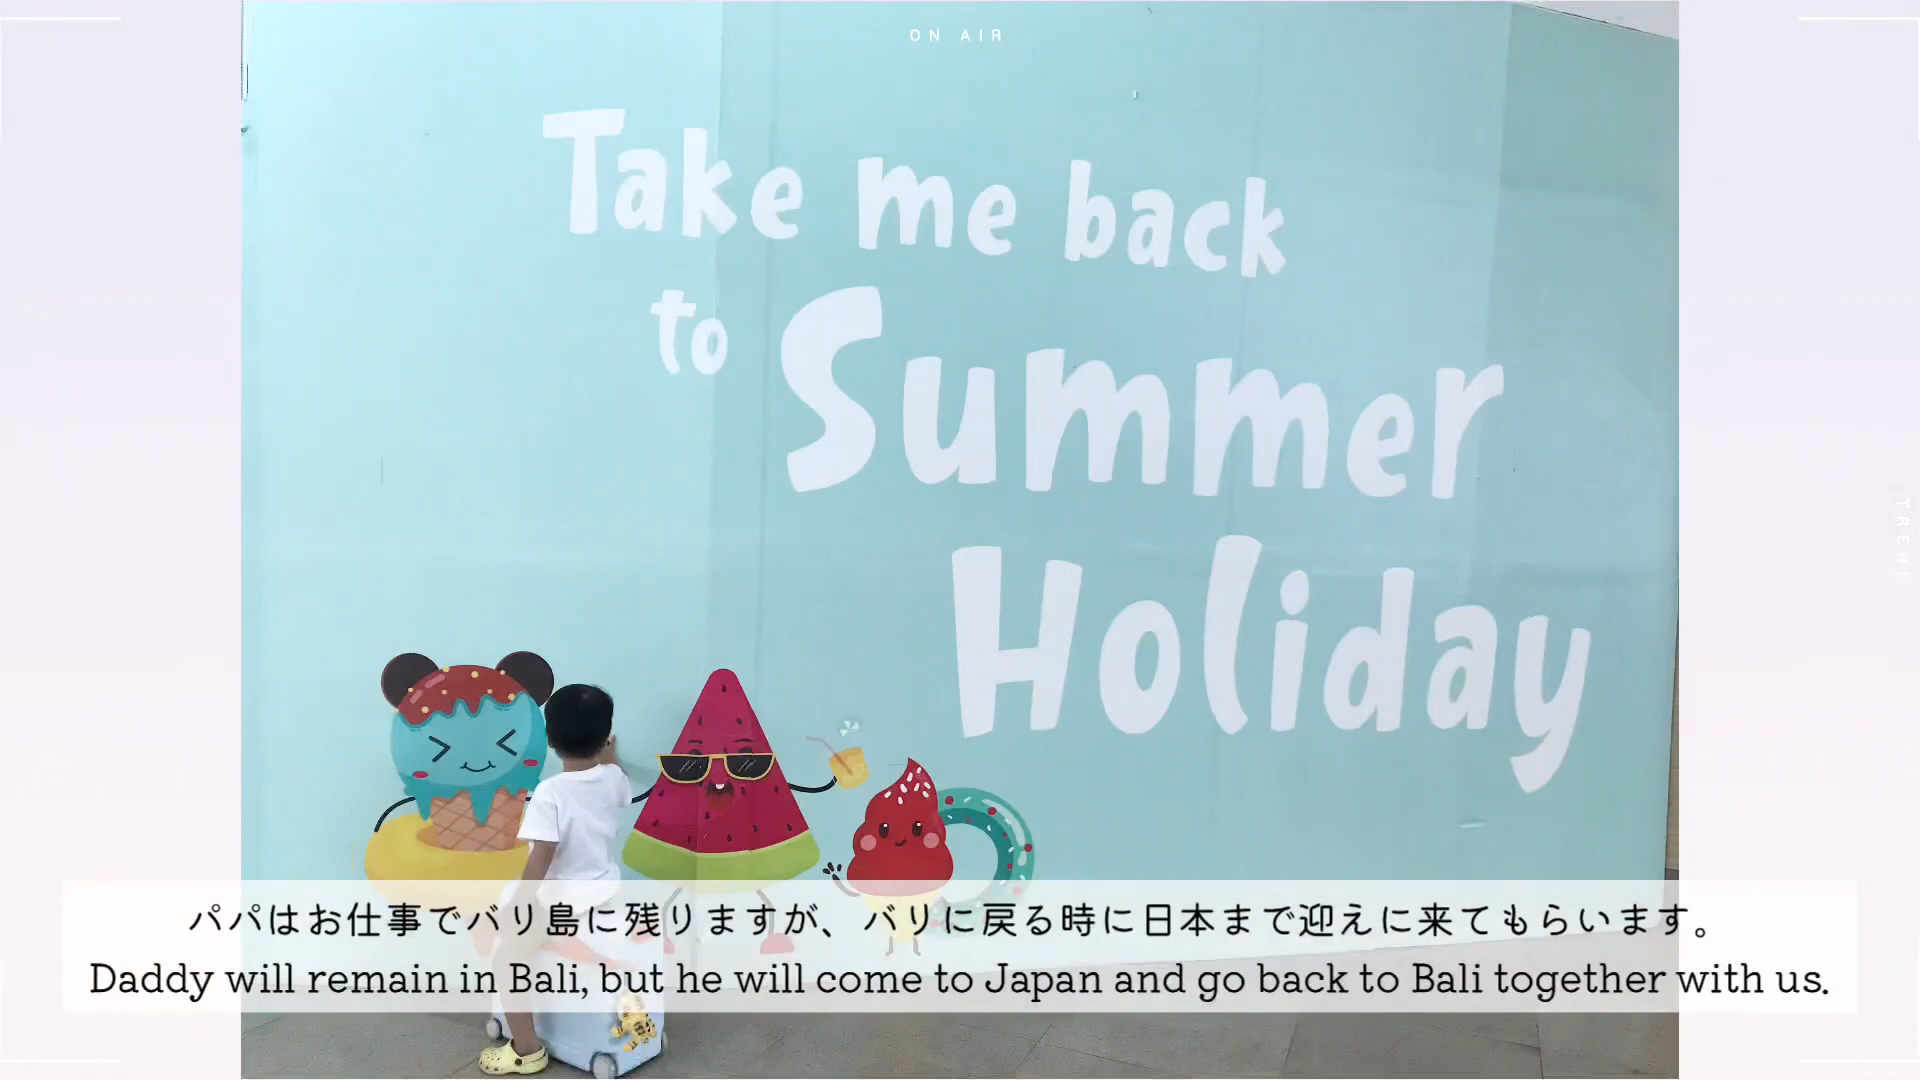 ON AIR
Take me back
to Summer
Holiday
パパはお仕事でバリ島に残りますが、バリに戻る時に日本まで迎えに来てもらいます。
Daddy will remain in Bali, but he will come to Japan and go back to Bali together with us.